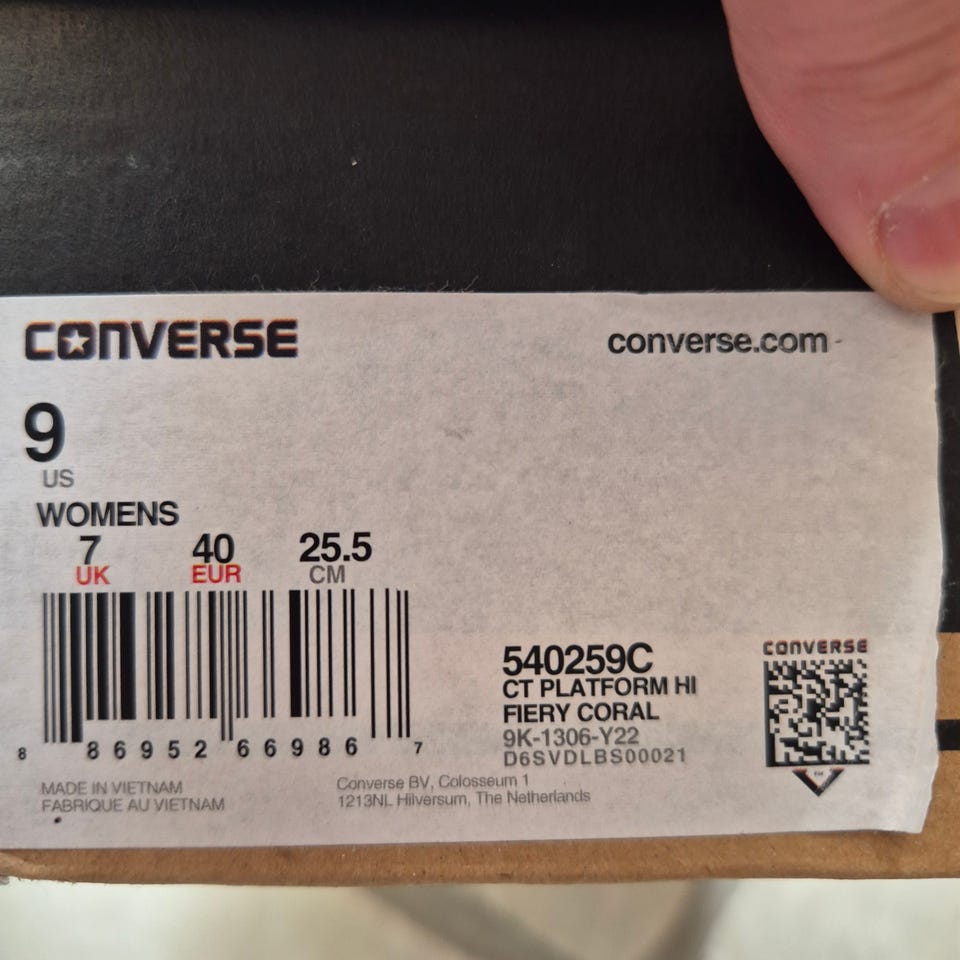 CONVERSE
converse.com
9
US
WOMENS
7 40 25.5
UK EUR CM
8 86952 66986 7
540259C
CT PLATFORM HI
FIERY CORAL
9K-1306-Y22
D6SVDLBS00021
CONVERSE
MADE IN VIETNAM
FABRIQUE AU VIETNAM
Converse BV, Colosseum 1
1213NL Hilversum, The Netherlands